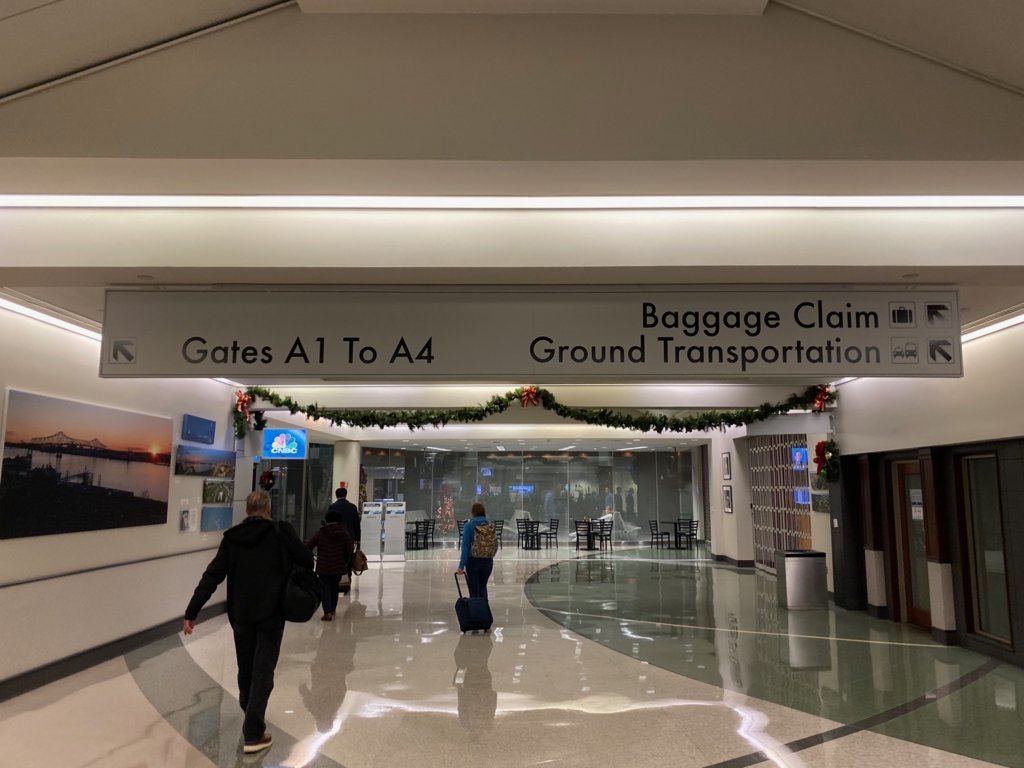 Gates A1 To A4
Baggage Claim
Ground Transportation
CNBC